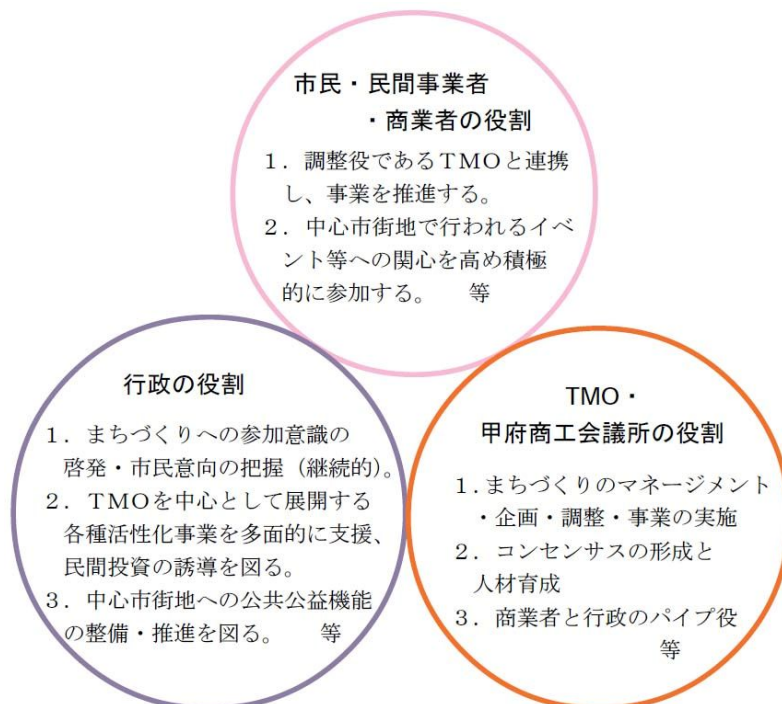 市民・民間事業者
・商業者の役割
１．調整役であるＴＭＯと連携
し、事業を推進する。
２．中心市街地で行われるイベ
ント等への関心を高め積極
的に参加する。　等
行政の役割
１．まちづくりへの参加意識の
啓発・市民意向の把握（継続的）。
２．ＴＭＯを中心として展開する
各種活性化事業を多面的に支援、
民間投資の誘導を図る。
３．中心市街地への公共公益機能
の整備・推進を図る。　等
TMO・
甲府商工会議所の役割
１．まちづくりのマネージメント
・企画・調整・事業の実施
２．コンセンサスの形成と
人材育成
３．商業者と行政のパイプ役
等